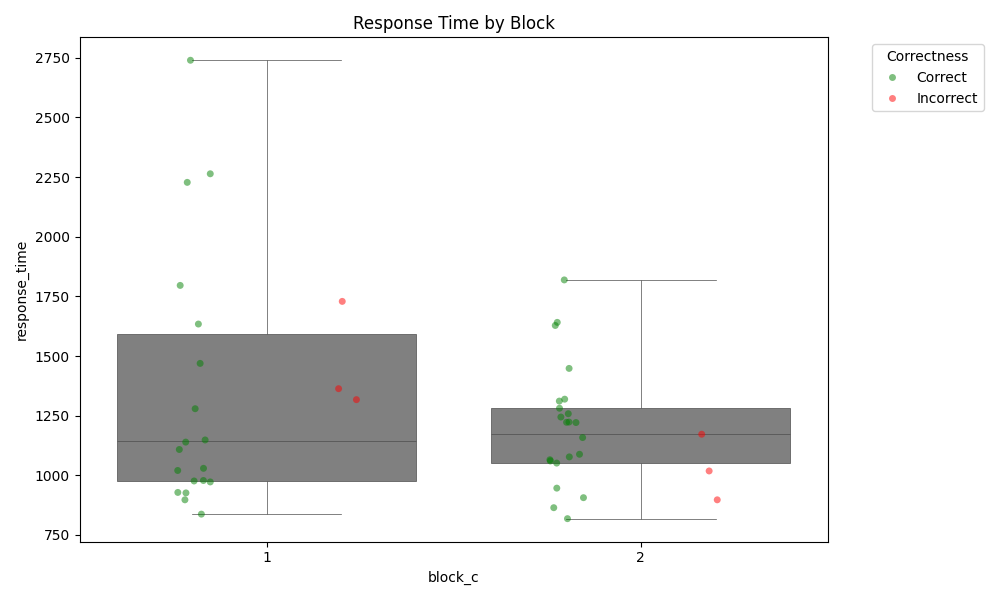 Response Time by Block
Correctness
Correct
Incorrect
response_time
2750
2500
2250
2000
1750
1500
1250
1000
750
1
2
block_c